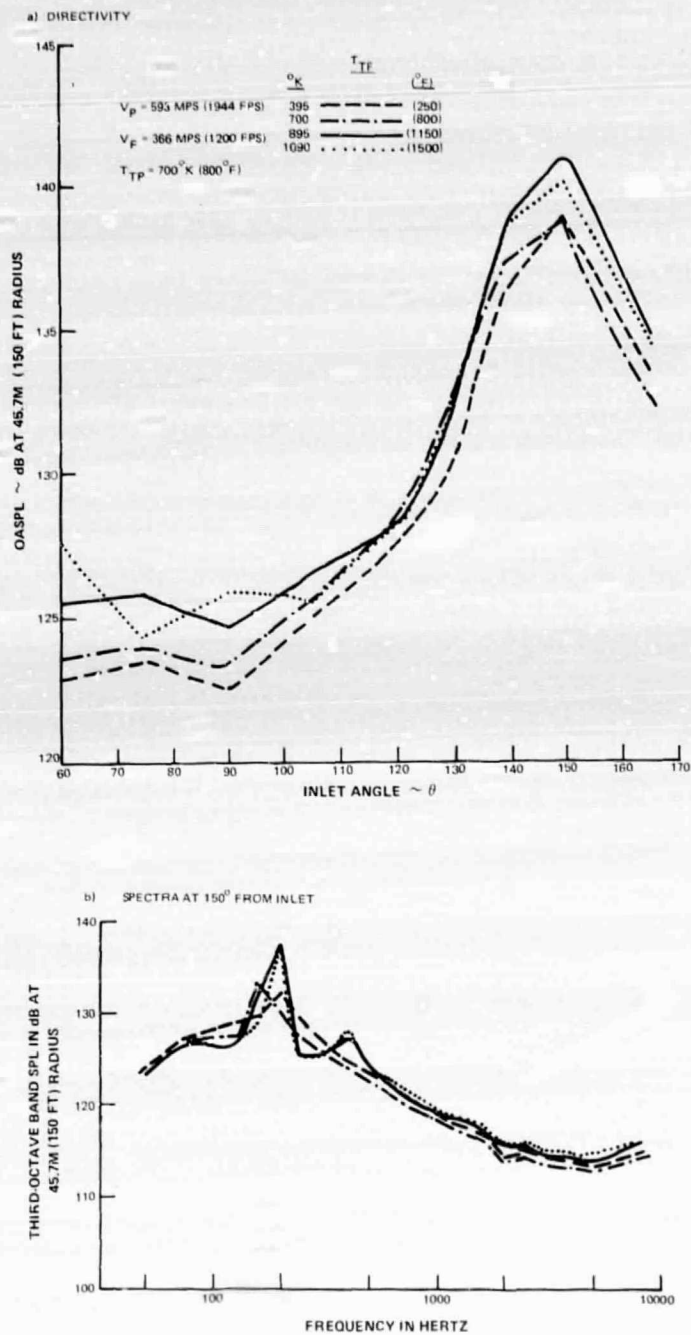 a) DIRECTIVITY
145
140
135
130
125
120
OASPL ~ dB AT 45.7M (150 FT) RADIUS
T_TF
°K (°F)
V_P = 593 MPS (1944 FPS)
V_F = 366 MPS (1200 FPS)
T_TP = 700°K (800°F)
395 (250)
700 (800)
895 (1150)
1090 (1500)
60 70 80 90 100 110 120 130 140 150 160 170
INLET ANGLE ~ θ
b) SPECTRA AT 150° FROM INLET
140
130
120
110
100
THIRD-OCTAVE BAND SPL IN dB AT
45.7M (150 FT) RADIUS
100 1000 10000
FREQUENCY IN HERTZ